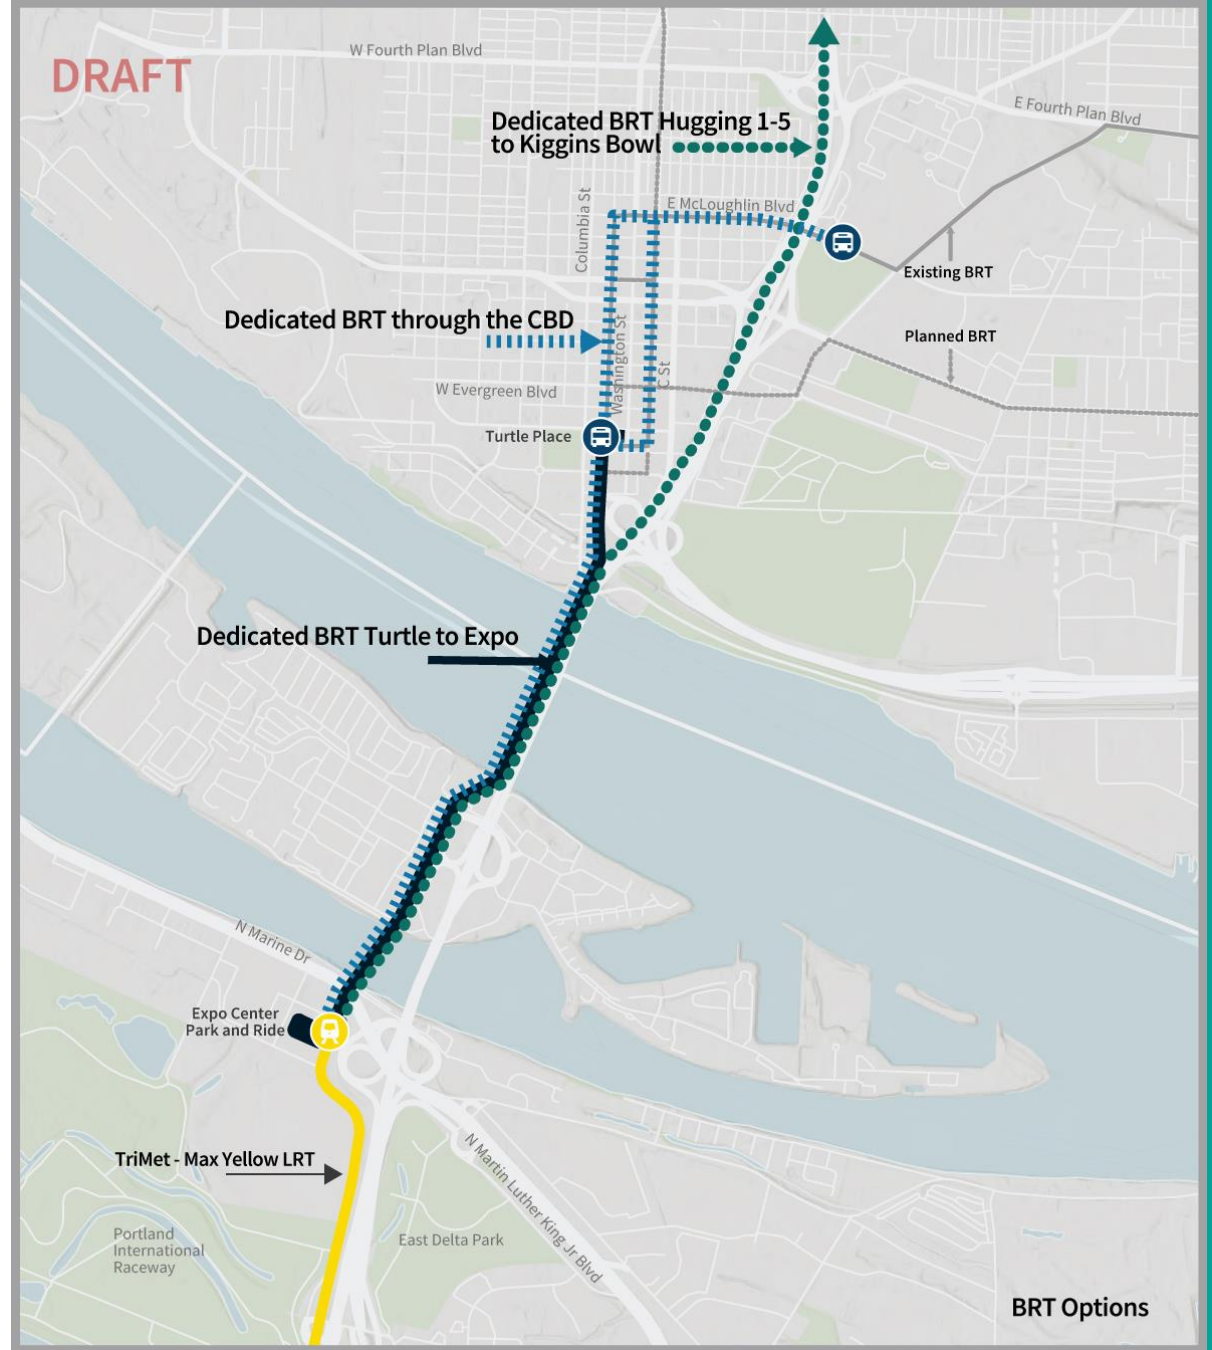 W Fourth Plan Blvd
DRAFT
E Fourth Plan Blvd
Dedicated BRT Hugging 1-5
to Kiggins Bowl
Columbia St
E McLoughlin Blvd
Existing BRT
Dedicated BRT through the CBD
Washington St
C St
Planned BRT
W Evergreen Blvd
Turtle Place
Dedicated BRT Turtle to Expo
N Marine Dr
Expo Center
Park and Ride
TriMet - Max Yellow LRT
N Martin Luther King Jr Blvd
Portland
International
Raceway
East Delta Park
BRT Options